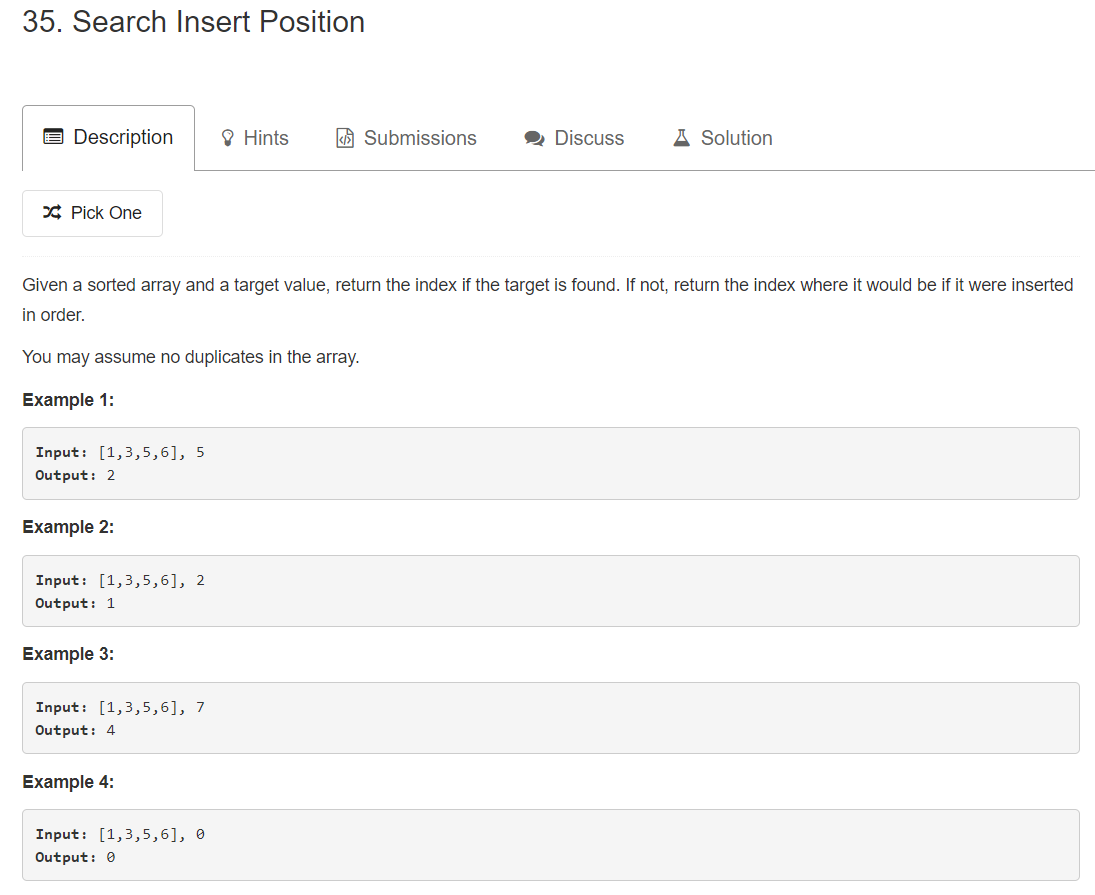 35. Search Insert Position
Description
Hints
Submissions
Discuss
Solution
Pick One
Given a sorted array and a target value, return the index if the target is found. If not, return the index where it would be if it were inserted
in order.
You may assume no duplicates in the array.
Example 1:
Input: [1,3,5,6], 5
Output: 2
Example 2:
Input: [1,3,5,6], 2
Output: 1
Example 3:
Input: [1,3,5,6], 7
Output: 4
Example 4:
Input: [1,3,5,6], 0
Output: 0